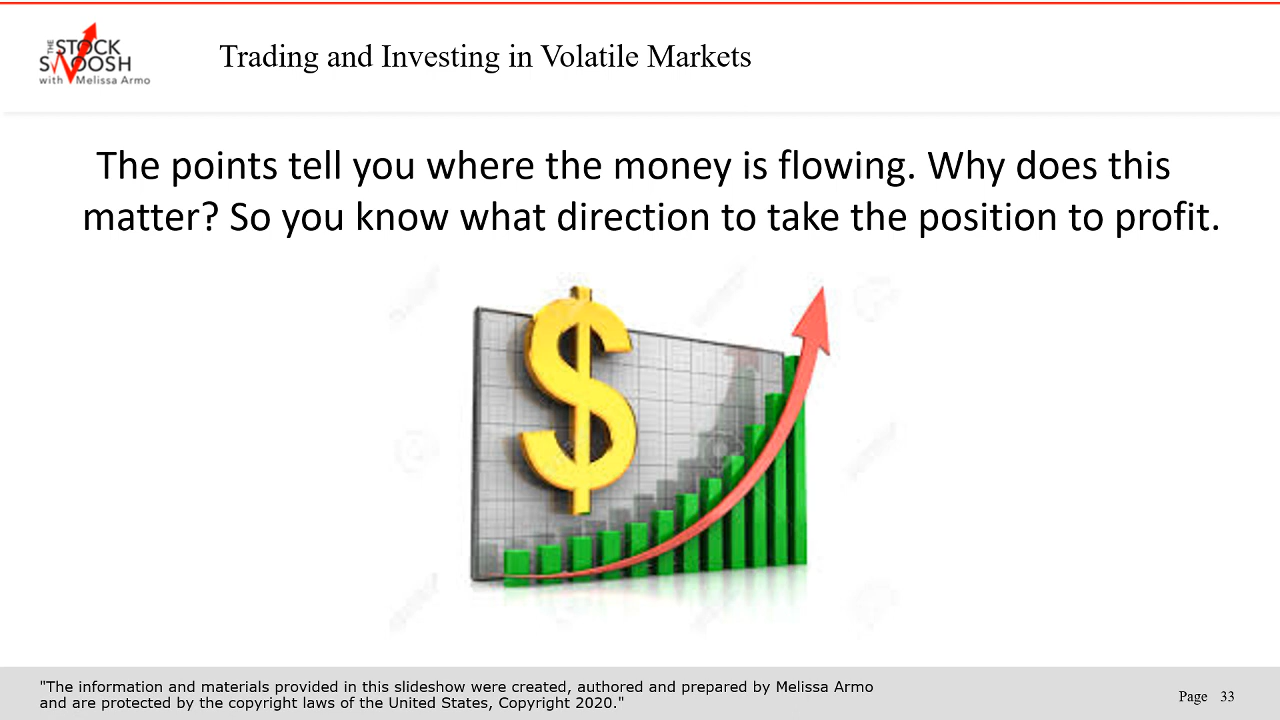 THE STOCK
SWOOSH
with Melissa Armo
Trading and Investing in Volatile Markets
The points tell you where the money is flowing. Why does this
matter? So you know what direction to take the position to profit.
$
"The information and materials provided in this slideshow were created, authored and prepared by Melissa Armo
and are protected by the copyright laws of the United States, Copyright 2020."
Page 33